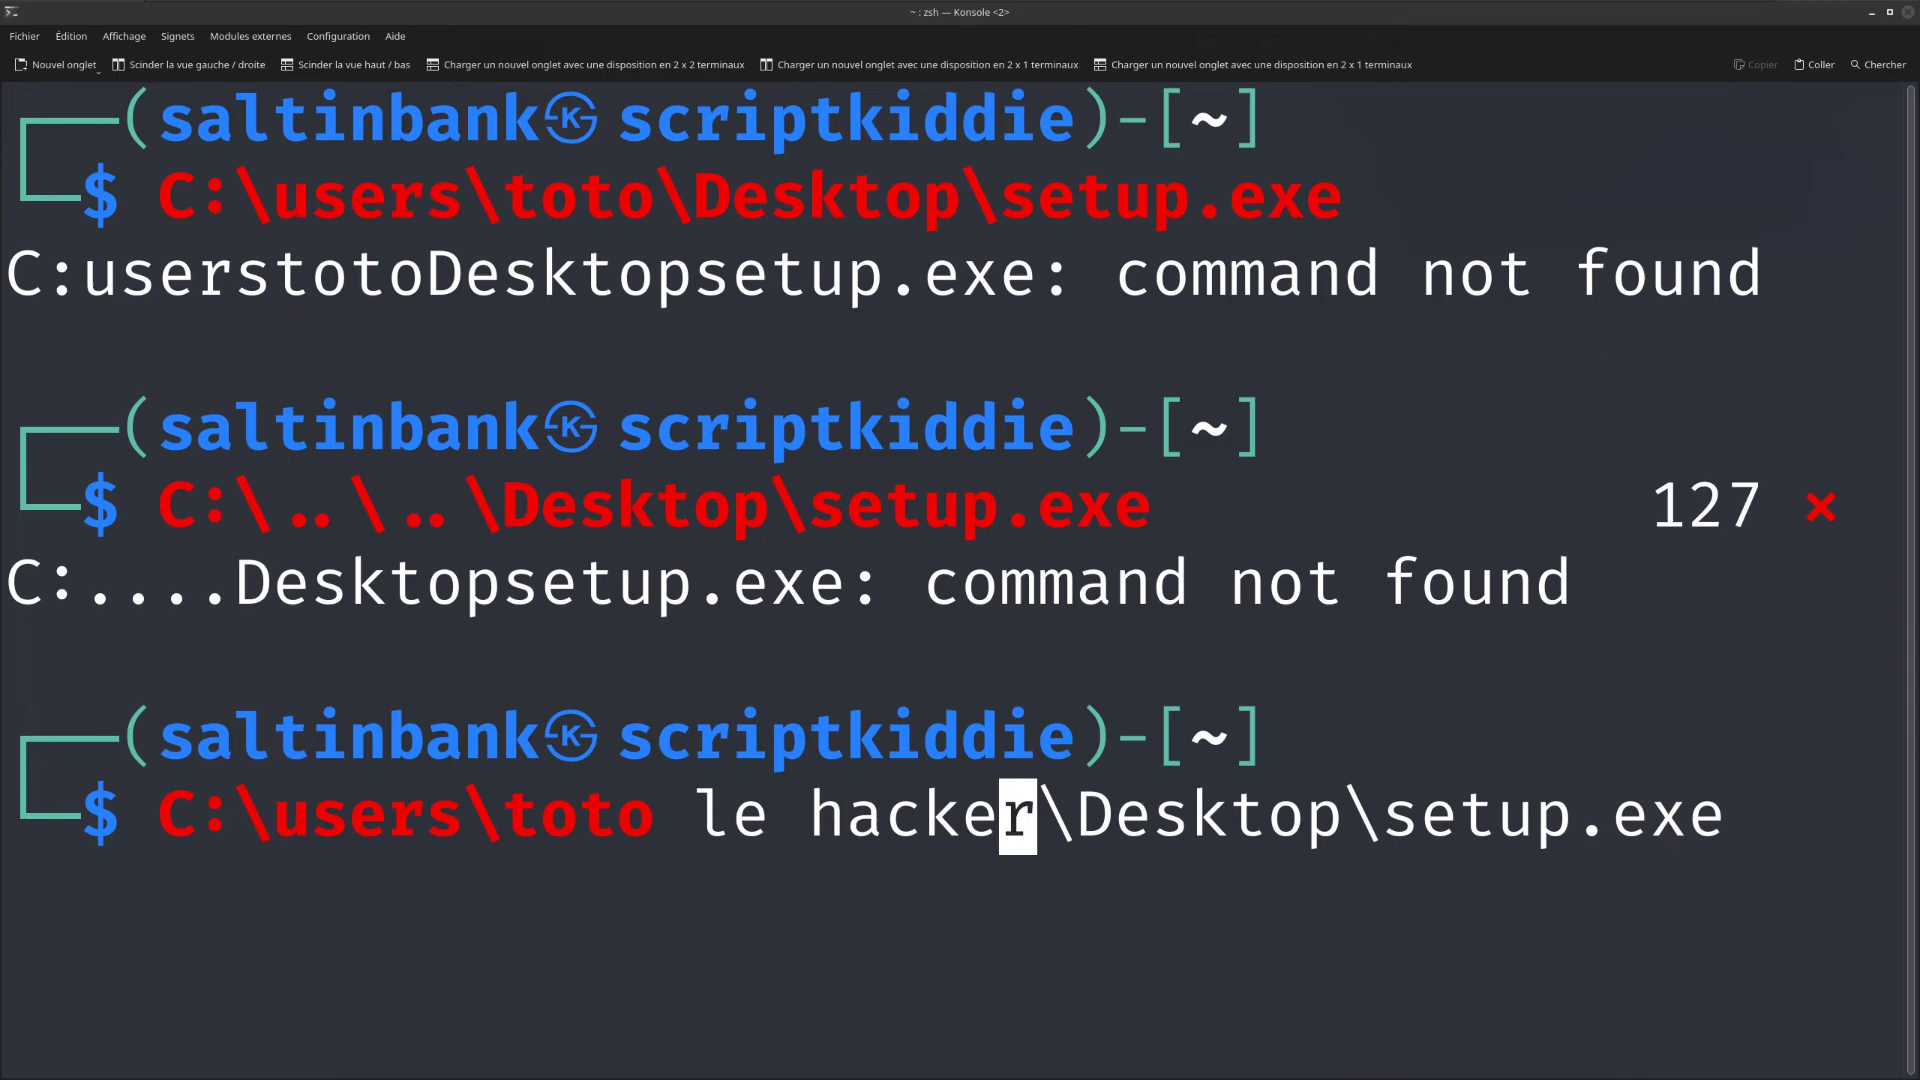 ~ : zsh — Konsole <2>
Fichier Édition Affichage Signets Modules externes Configuration Aide
Nouvel onglet Scinder la vue gauche / droite Scinder la vue haut / bas Charger un nouvel onglet avec une disposition en 2 x 2 terminaux Charger un nouvel onglet avec une disposition en 2 x 1 terminaux Charger un nouvel onglet avec une disposition en 2 x 1 terminaux Copier Coller Chercher
┌──(saltinbank㉿scriptkiddie)-[~]
└─$ C:\users\toto\Desktop\setup.exe
C:userstotoDesktopsetup.exe: command not found
┌──(saltinbank㉿scriptkiddie)-[~]
└─$ C:\..\..\Desktop\setup.exe 127 ⨯
C:....Desktopsetup.exe: command not found
┌──(saltinbank㉿scriptkiddie)-[~]
└─$ C:\users\toto le hacker\Desktop\setup.exe